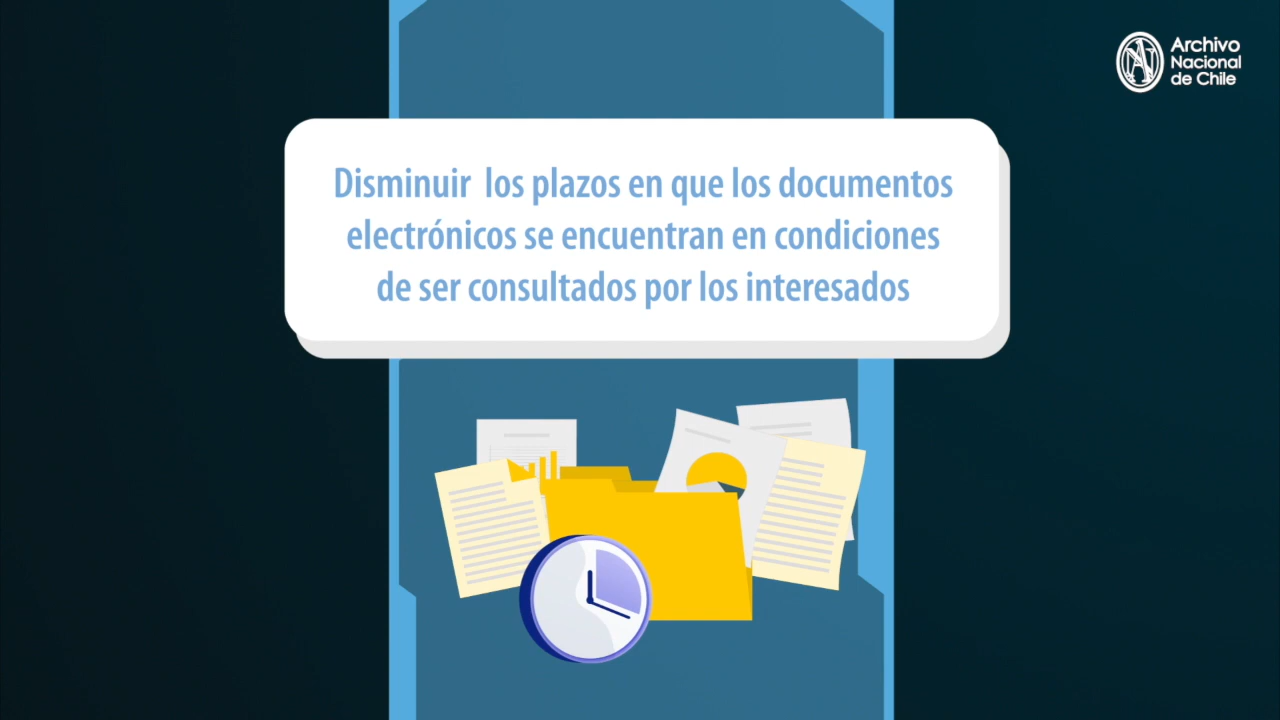 Archivo
Nacional
de Chile
Disminuir  los plazos en que los documentos
electrónicos se encuentran en condiciones
de ser consultados por los interesados